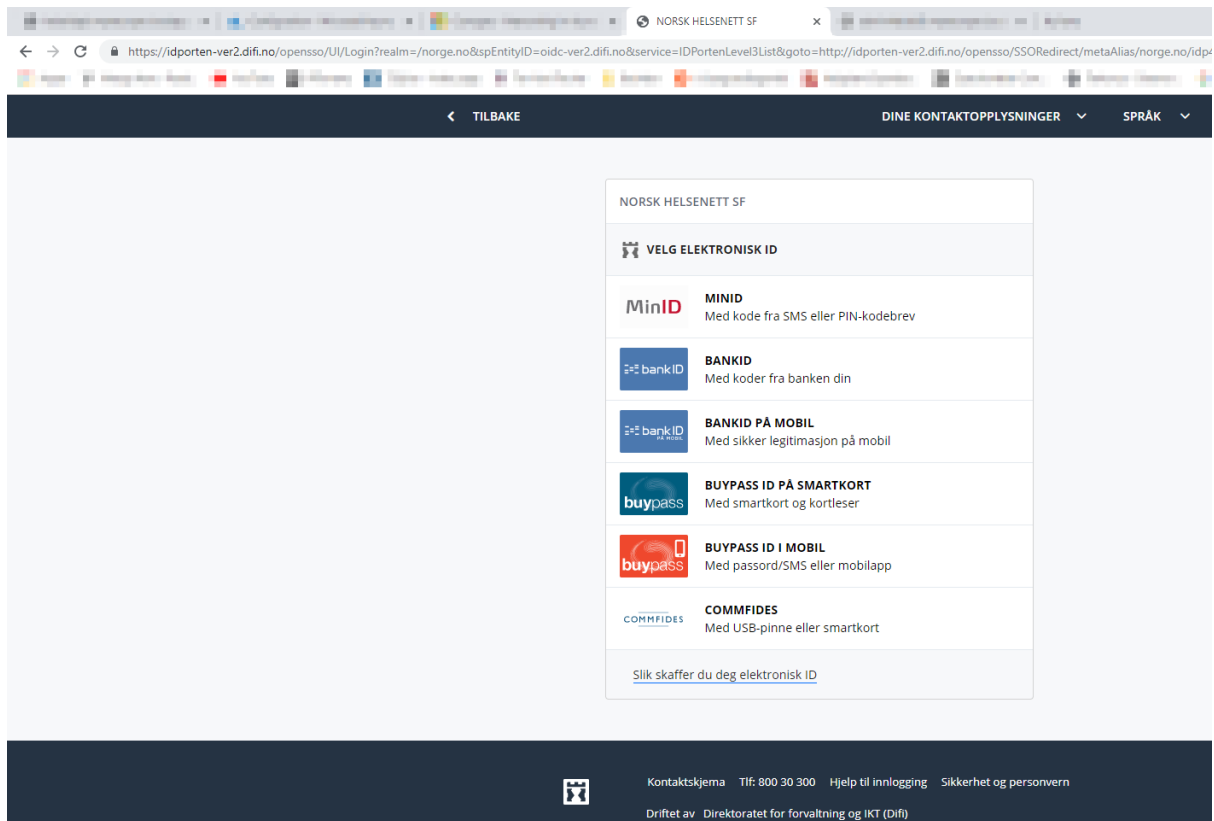 NORSK HELSENETT SF
https://idporten-ver2.difi.no/opensso/UI/Login?realm=/norge.no&spEntityID=oidc-ver2.difi.no&service=IDPortenLevel3List&goto=http://idporten-ver2.difi.no/opensso/SSORedirect/metaAlias/norge.no/idp4
TILBAKE
DINE KONTAKTOPPLYSNINGER
SPRÅK
NORSK HELSENETT SF
VELG ELEKTRONISK ID
MinID
MINID
Med kode fra SMS eller PIN-kodebrev
bankID
BANKID
Med koder fra banken din
bankID
PÅ MOBIL
BANKID PÅ MOBIL
Med sikker legitimasjon på mobil
buypass
BUYPASS ID PÅ SMARTKORT
Med smartkort og kortleser
buypass
BUYPASS ID I MOBIL
Med passord/SMS eller mobilapp
COMMFIDES
COMMFIDES
Med USB-pinne eller smartkort
Slik skaffer du deg elektronisk ID
Kontaktskjema Tlf: 800 30 300 Hjelp til innlogging Sikkerhet og personvern
Driftet av Direktoratet for forvaltning og IKT (Difi)